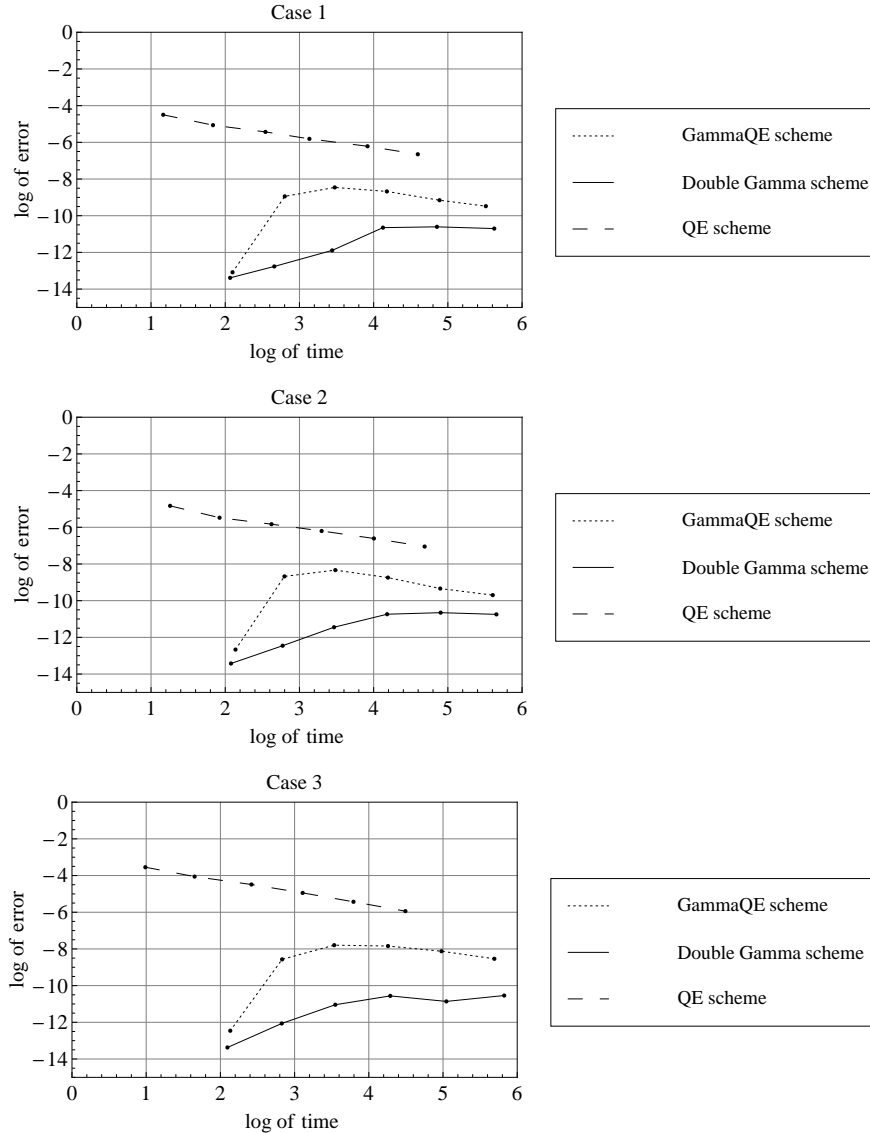 Case 1
0
−2
−4
−6
−8
−10
−12
−14
log of error
0 1 2 3 4 5 6
log of time
GammaQE scheme
Double Gamma scheme
QE scheme
Case 2
0
−2
−4
−6
−8
−10
−12
−14
log of error
0 1 2 3 4 5 6
log of time
GammaQE scheme
Double Gamma scheme
QE scheme
Case 3
0
−2
−4
−6
−8
−10
−12
−14
log of error
0 1 2 3 4 5 6
log of time
GammaQE scheme
Double Gamma scheme
QE scheme